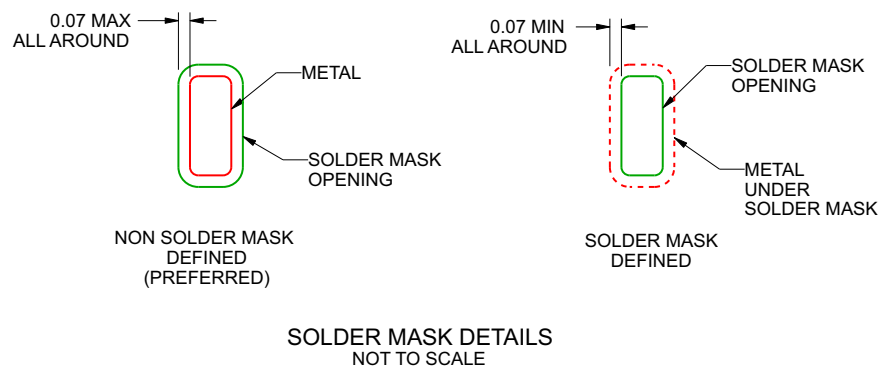 0.07 MAX
ALL AROUND
METAL
SOLDER MASK
OPENING
NON SOLDER MASK
DEFINED
(PREFERRED)
0.07 MIN
ALL AROUND
SOLDER MASK
OPENING
METAL
UNDER
SOLDER MASK
SOLDER MASK
DEFINED
SOLDER MASK DETAILS
NOT TO SCALE